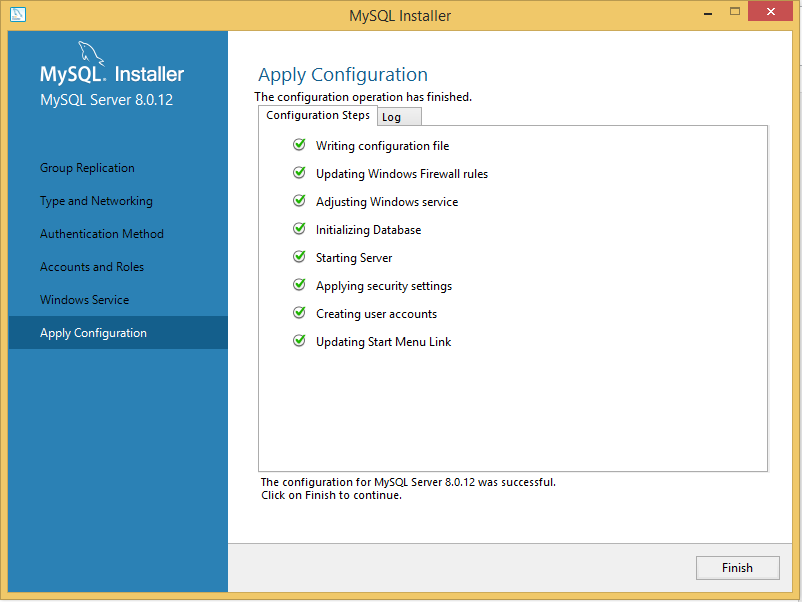 MySQL Installer
MySQL. Installer
MySQL Server 8.0.12
Group Replication
Type and Networking
Authentication Method
Accounts and Roles
Windows Service
Apply Configuration
Apply Configuration
The configuration operation has finished.
Configuration Steps
Log
Writing configuration file
Updating Windows Firewall rules
Adjusting Windows service
Initializing Database
Starting Server
Applying security settings
Creating user accounts
Updating Start Menu Link
The configuration for MySQL Server 8.0.12 was successful.
Click on Finish to continue.
Finish